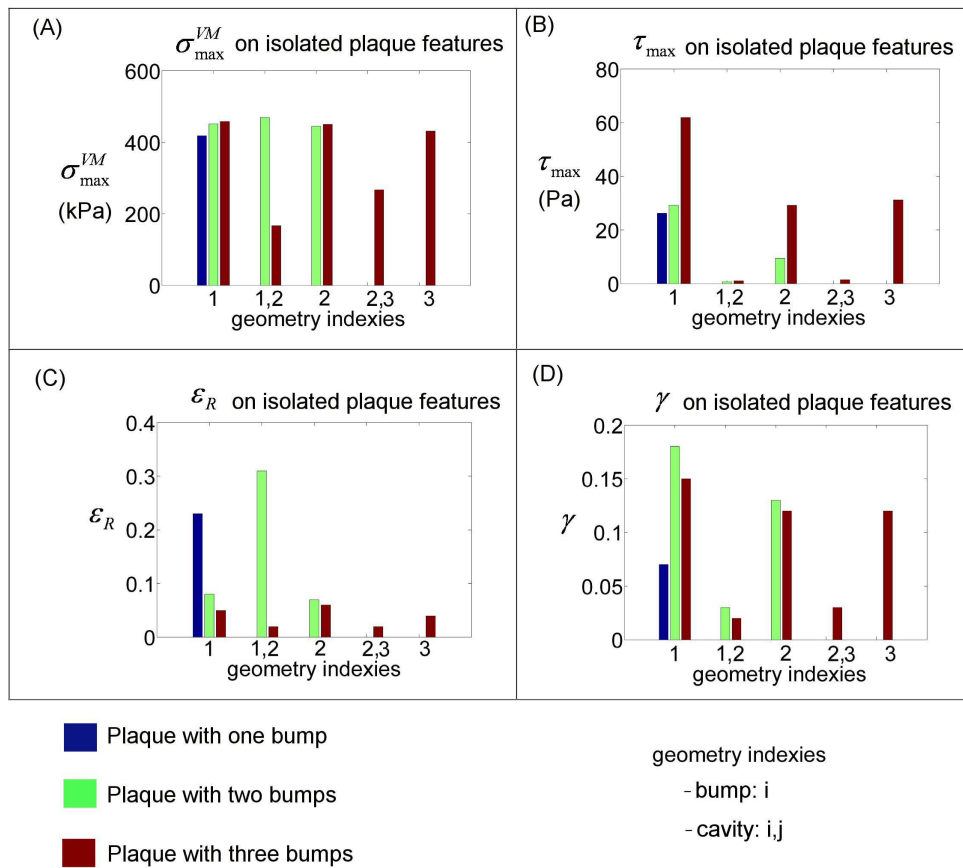 (A)
σ_max^VM on isolated plaque features
600
400
200
0
σ_max^VM
(kPa)
1 1,2 2 2,3 3
geometry indexies
(B)
τ_max on isolated plaque features
80
60
40
20
0
τ_max
(Pa)
1 1,2 2 2,3 3
geometry indexies
(C)
ε_R on isolated plaque features
0.4
0.3
0.2
0.1
0
ε_R
1 1,2 2 2,3 3
geometry indexies
(D)
γ on isolated plaque features
0.2
0.15
0.1
0.05
0
γ
1 1,2 2 2,3 3
geometry indexies
Plaque with one bump
Plaque with two bumps
Plaque with three bumps
geometry indexies
- bump: i
- cavity: i,j